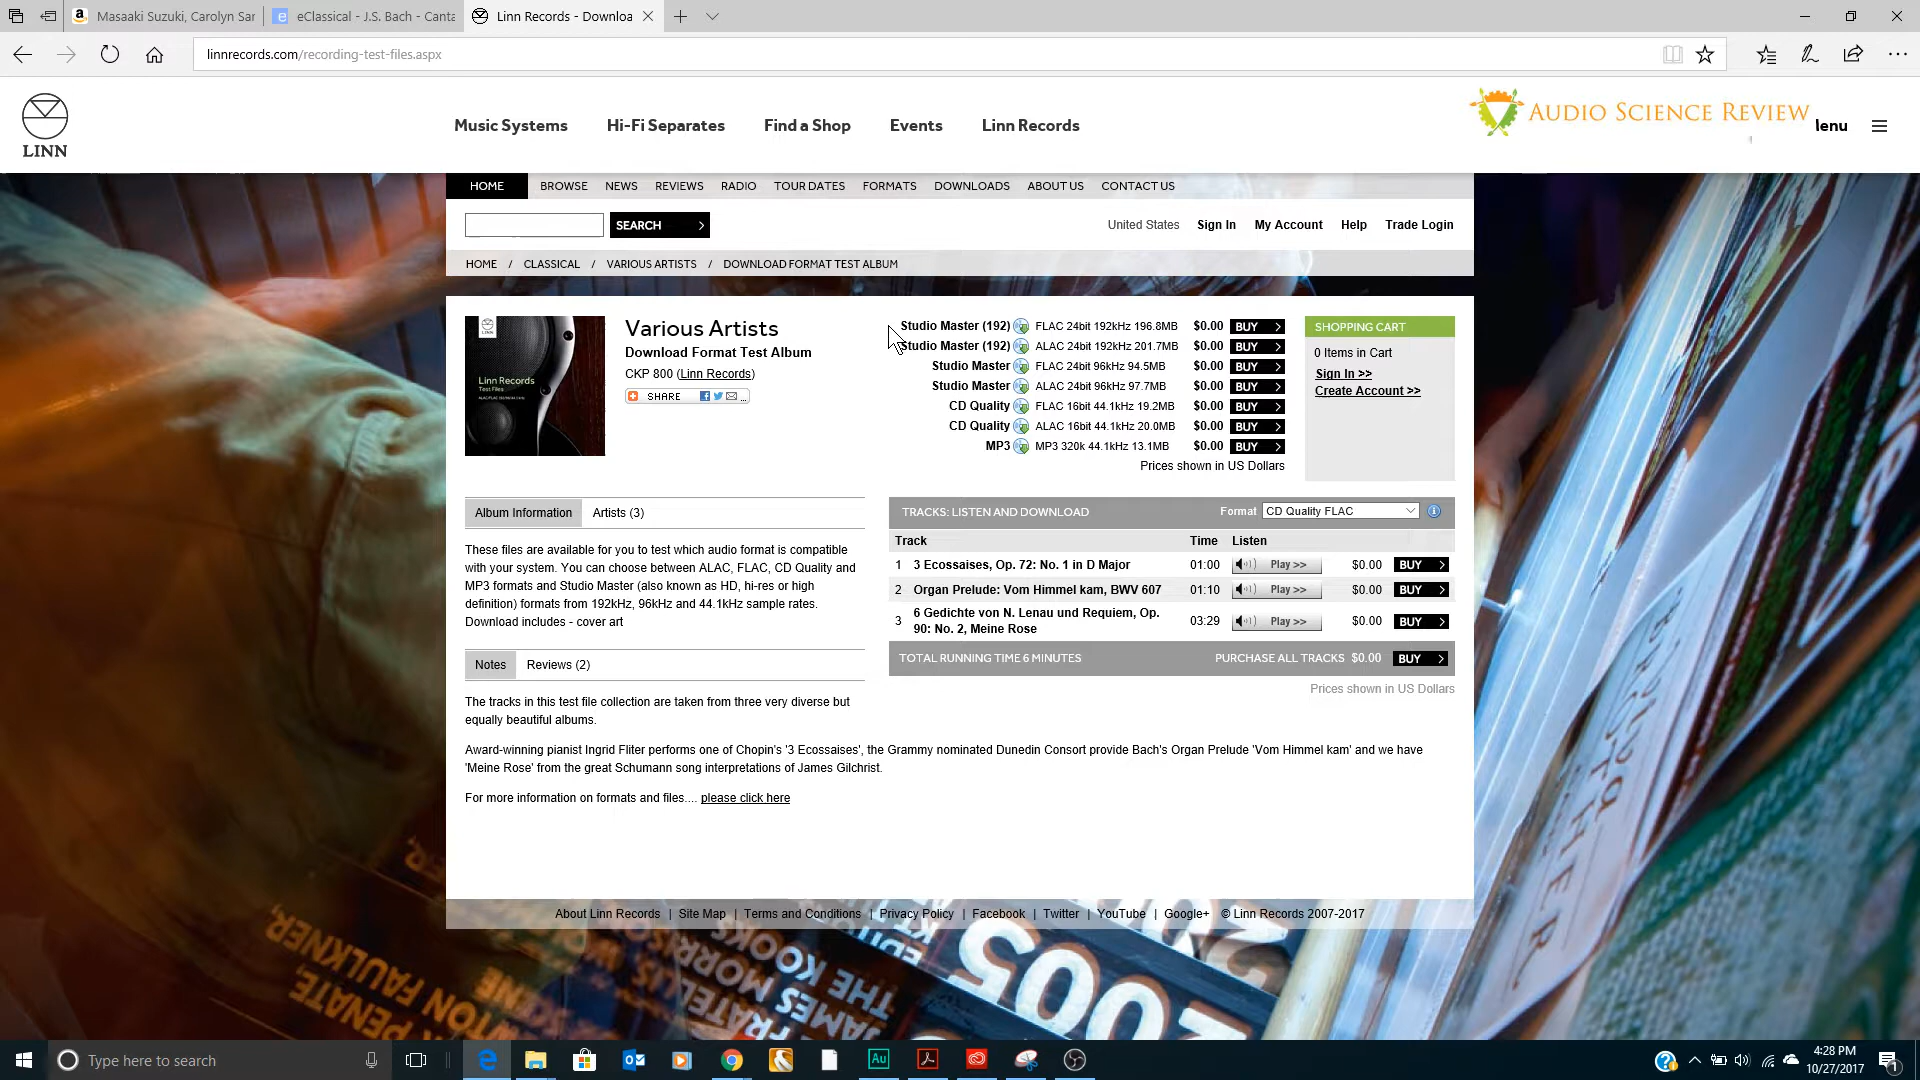 Masaaki Suzuki, Carolyn Sar
eClassical - J.S. Bach - Canta
Linn Records - Downloa
linnrecords.com/recording-test-files.aspx
LINN
Music Systems
Hi-Fi Separates
Find a Shop
Events
Linn Records
AUDIO SCIENCE REVIEW
lenu
HOME
BROWSE
NEWS
REVIEWS
RADIO
TOUR DATES
FORMATS
DOWNLOADS
ABOUT US
CONTACT US
SEARCH
United States
Sign In
My Account
Help
Trade Login
HOME / CLASSICAL / VARIOUS ARTISTS / DOWNLOAD FORMAT TEST ALBUM
Linn Records
Test Files
Various Artists
Download Format Test Album
CKP 800 (Linn Records)
SHARE
Studio Master (192) FLAC 24bit 192kHz 196.8MB $0.00 BUY
Studio Master (192) ALAC 24bit 192kHz 201.7MB $0.00 BUY
Studio Master FLAC 24bit 96kHz 94.5MB $0.00 BUY
Studio Master ALAC 24bit 96kHz 97.7MB $0.00 BUY
CD Quality FLAC 16bit 44.1kHz 19.2MB $0.00 BUY
CD Quality ALAC 16bit 44.1kHz 20.0MB $0.00 BUY
MP3 MP3 320k 44.1kHz 13.1MB $0.00 BUY
Prices shown in US Dollars
SHOPPING CART
0 Items in Cart
Sign In >>
Create Account >>
Album Information
Artists (3)
These files are available for you to test which audio format is compatible
with your system. You can choose between ALAC, FLAC, CD Quality and
MP3 formats and Studio Master (also known as HD, hi-res or high
definition) formats from 192kHz, 96kHz and 44.1kHz sample rates.
Download includes - cover art
Notes
Reviews (2)
TRACKS: LISTEN AND DOWNLOAD
Format CD Quality FLAC
Track Time Listen
1 3 Ecossaises, Op. 72: No. 1 in D Major 01:00 Play >> $0.00 BUY
2 Organ Prelude: Vom Himmel kam, BWV 607 01:10 Play >> $0.00 BUY
6 Gedichte von N. Lenau und Requiem, Op.
3 90: No. 2, Meine Rose 03:29 Play >> $0.00 BUY
TOTAL RUNNING TIME 6 MINUTES PURCHASE ALL TRACKS $0.00 BUY
Prices shown in US Dollars
The tracks in this test file collection are taken from three very diverse but
equally beautiful albums.
Award-winning pianist Ingrid Fliter performs one of Chopin's '3 Ecossaises', the Grammy nominated Dunedin Consort provide Bach's Organ Prelude 'Vom Himmel kam' and we have
'Meine Rose' from the great Schumann song interpretations of James Gilchrist.
For more information on formats and files.... please click here
About Linn Records | Site Map | Terms and Conditions | Privacy Policy | Facebook | Twitter | YouTube | Google+ © Linn Records 2007-2017
TON FAULKNER
PENATE
THE KOOKS
JAMES MORR
2005
Type here to search
Au
4:28 PM
10/27/2017
1